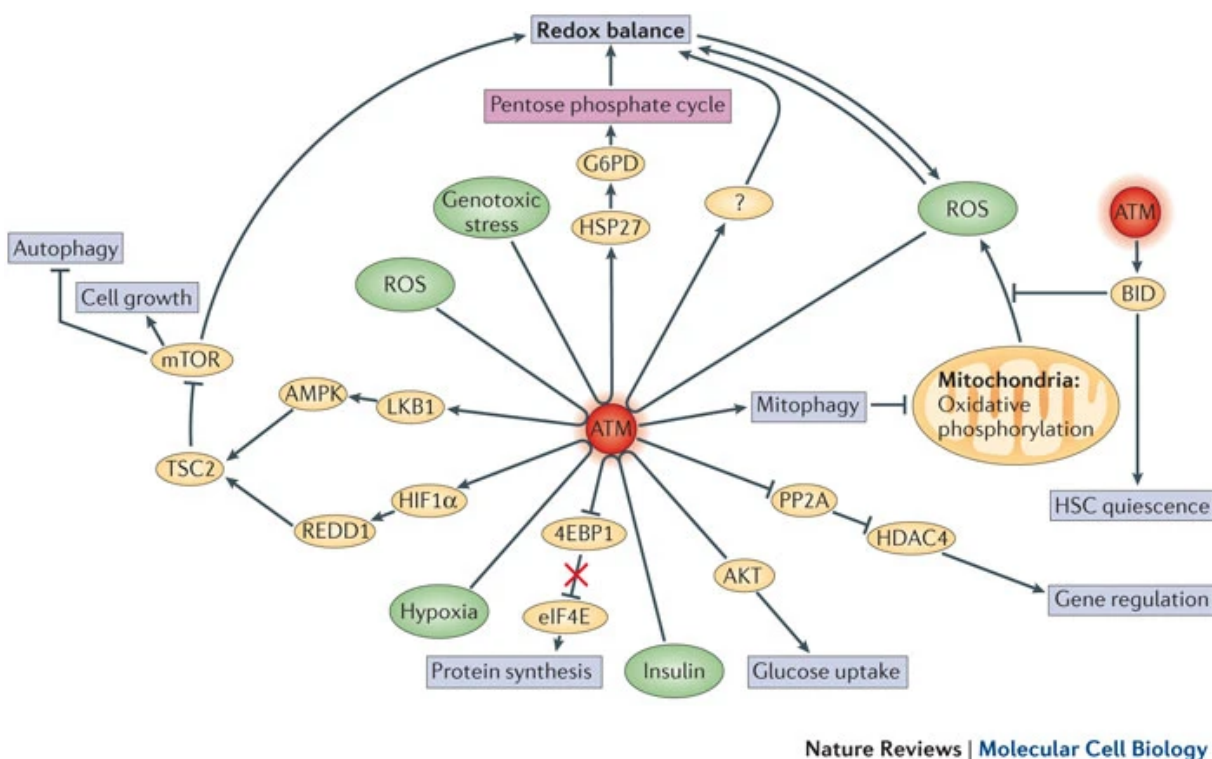 Redox balance
Pentose phosphate cycle
G6PD
Genotoxic
stress
HSP27
?
ROS
ATM
Autophagy
ROS
Cell growth
BID
mTOR
AMPK
LKB1
ATM
Mitophagy
Mitochondria:
Oxidative
phosphorylation
TSC2
HIF1α
PP2A
HSC quiescence
REDD1
4EBP1
HDAC4
AKT
Hypoxia
eIF4E
Gene regulation
Protein synthesis
Insulin
Glucose uptake
Nature Reviews | Molecular Cell Biology